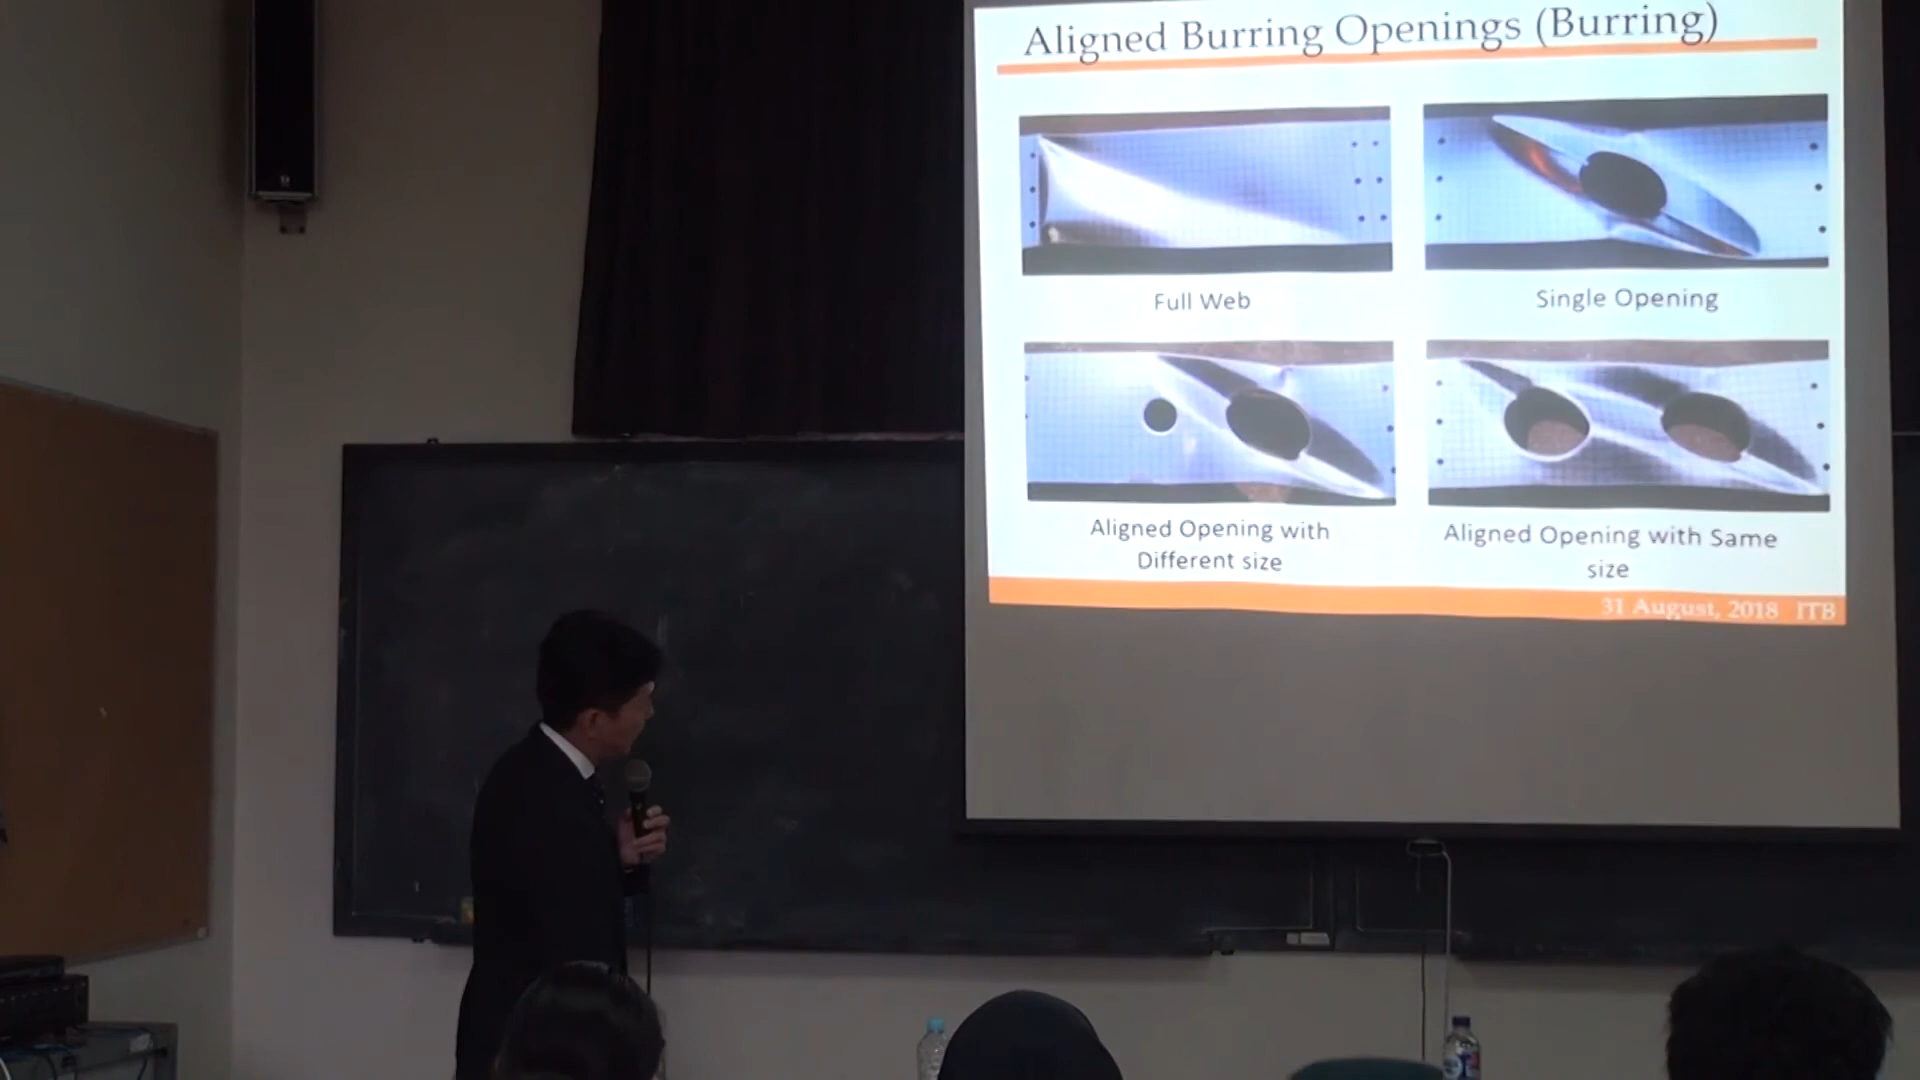 Aligned Burring Openings (Burring)
Full Web
Single Opening
Aligned Opening with
Different size
Aligned Opening with Same
size
31 August, 2018 ITB